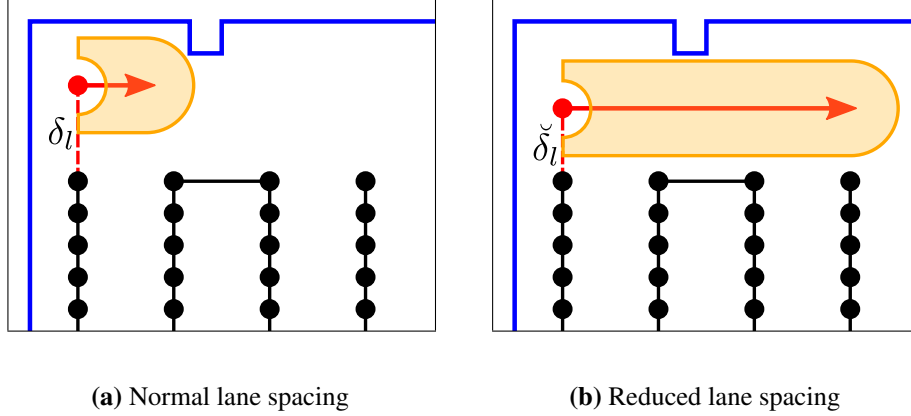 δ_l
δ̆_l
(a) Normal lane spacing
(b) Reduced lane spacing